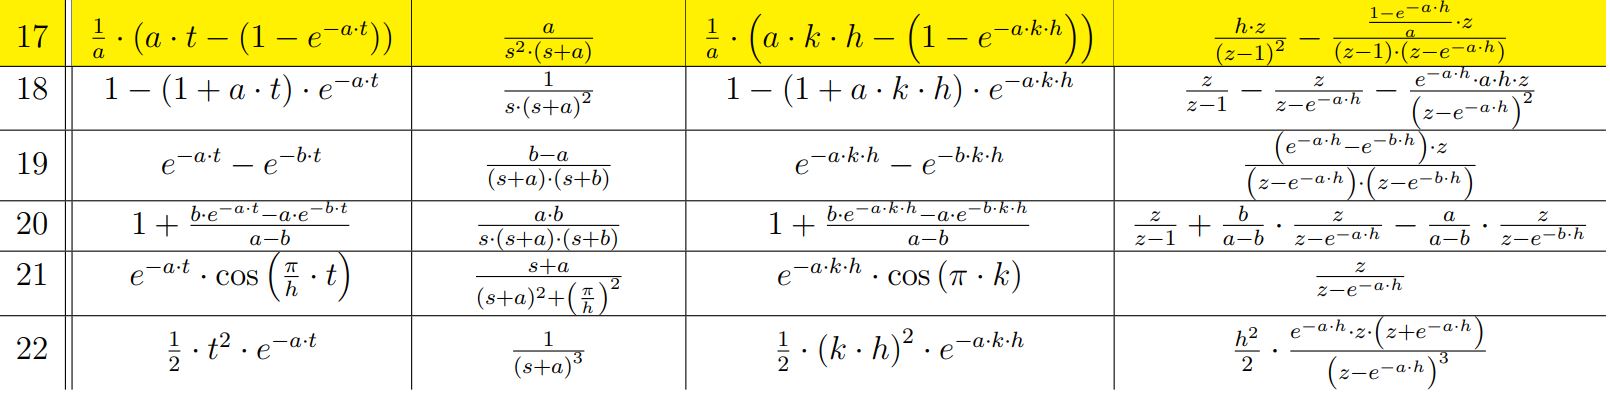 17 1/a · (a · t − (1 − e^{−a·t})) a/(s²·(s+a)) 1/a · (a · k · h − (1 − e^{−a·k·h})) h·z/(z−1)² − ((1−e^{−a·h})/a · z)/((z−1)·(z−e^{−a·h}))
18 1 − (1 + a · t) · e^{−a·t} 1/(s·(s+a)²) 1 − (1 + a · k · h) · e^{−a·k·h} z/(z−1) − z/(z−e^{−a·h}) − (e^{−a·h}·a·h·z)/(z−e^{−a·h})²
19 e^{−a·t} − e^{−b·t} (b−a)/((s+a)·(s+b)) e^{−a·k·h} − e^{−b·k·h} ((e^{−a·h}−e^{−b·h})·z)/((z−e^{−a·h})·(z−e^{−b·h}))
20 1 + (b·e^{−a·t}−a·e^{−b·t})/(a−b) (a·b)/(s·(s+a)·(s+b)) 1 + (b·e^{−a·k·h}−a·e^{−b·k·h})/(a−b) z/(z−1) + b/(a−b) · z/(z−e^{−a·h}) − a/(a−b) · z/(z−e^{−b·h})
21 e^{−a·t} · cos (π/h · t) (s+a)/((s+a)²+(π/h)²) e^{−a·k·h} · cos (π · k) z/(z−e^{−a·h})
22 1/2 · t² · e^{−a·t} 1/(s+a)³ 1/2 · (k · h)² · e^{−a·k·h} h²/2 · (e^{−a·h}·z·(z+e^{−a·h}))/(z−e^{−a·h})³